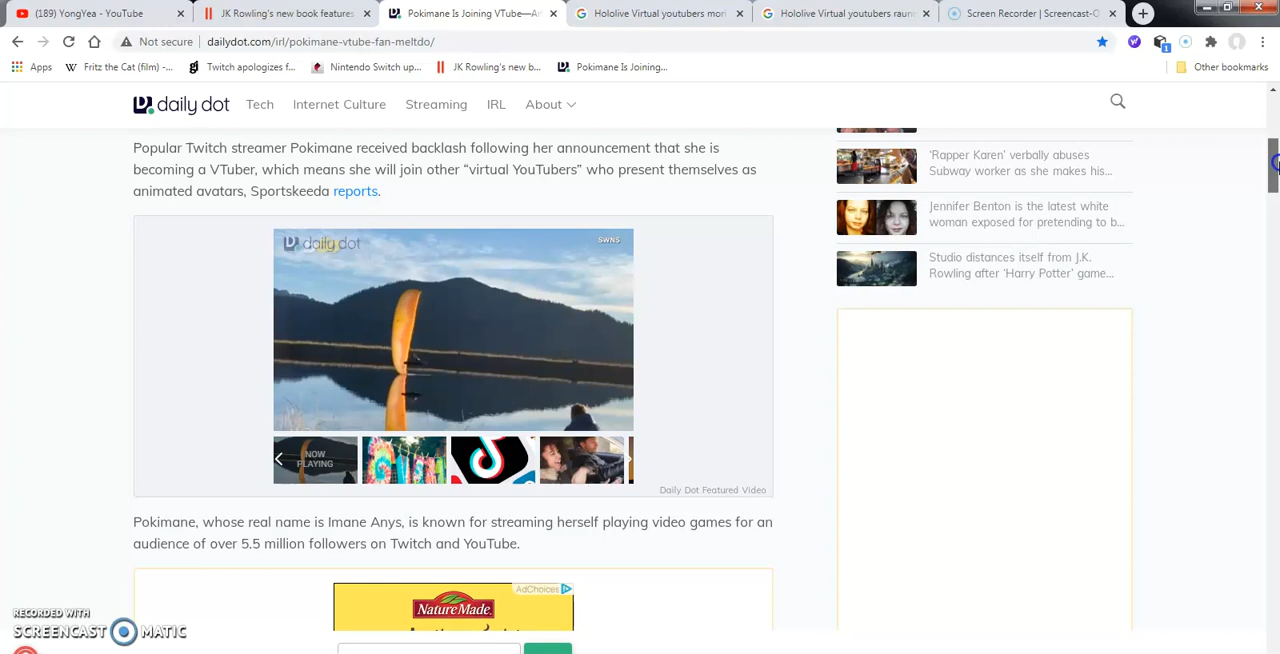 (189) YongYea - YouTube
JK Rowling's new book features
Pokimane Is Joining VTube—Ar
Hololive Virtual youtubers mori
Hololive Virtual youtubers raun
Screen Recorder | Screencast-O
Not secure
dailydot.com/irl/pokimane-vtube-fan-meltdo/
Apps
Fritz the Cat (film) -...
Twitch apologizes f...
Nintendo Switch up...
JK Rowling's new b...
Pokimane Is Joining...
Other bookmarks
daily dot
Tech
Internet Culture
Streaming
IRL
About
Popular Twitch streamer Pokimane received backlash following her announcement that she is
becoming a VTuber, which means she will join other “virtual YouTubers” who present themselves as
animated avatars, Sportskeeda reports.
daily dot
SWNS
NOW
PLAYING
Daily Dot Featured Video
Pokimane, whose real name is Imane Anys, is known for streaming herself playing video games for an
audience of over 5.5 million followers on Twitch and YouTube.
AdChoices
NatureMade.
‘Rapper Karen’ verbally abuses
Subway worker as she makes his...
Jennifer Benton is the latest white
woman exposed for pretending to b...
Studio distances itself from J.K.
Rowling after ‘Harry Potter’ game...
RECORDED WITH
SCREENCAST MATIC